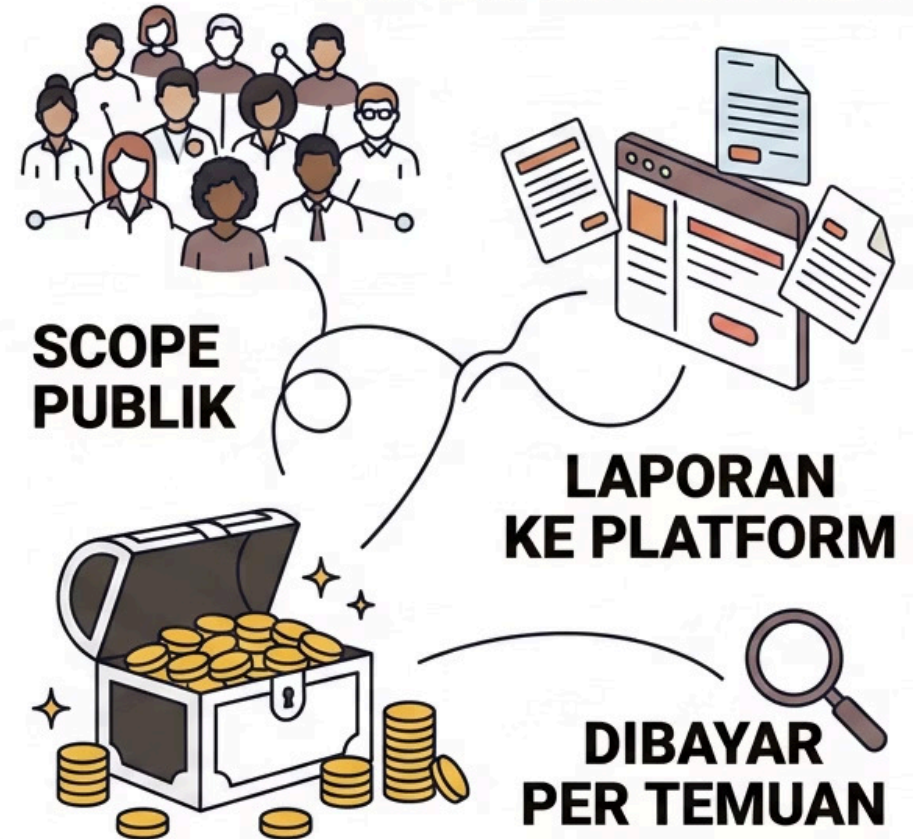 SCOPE
PUBLIK
LAPORAN
KE PLATFORM
DIBAYAR
PER TEMUAN